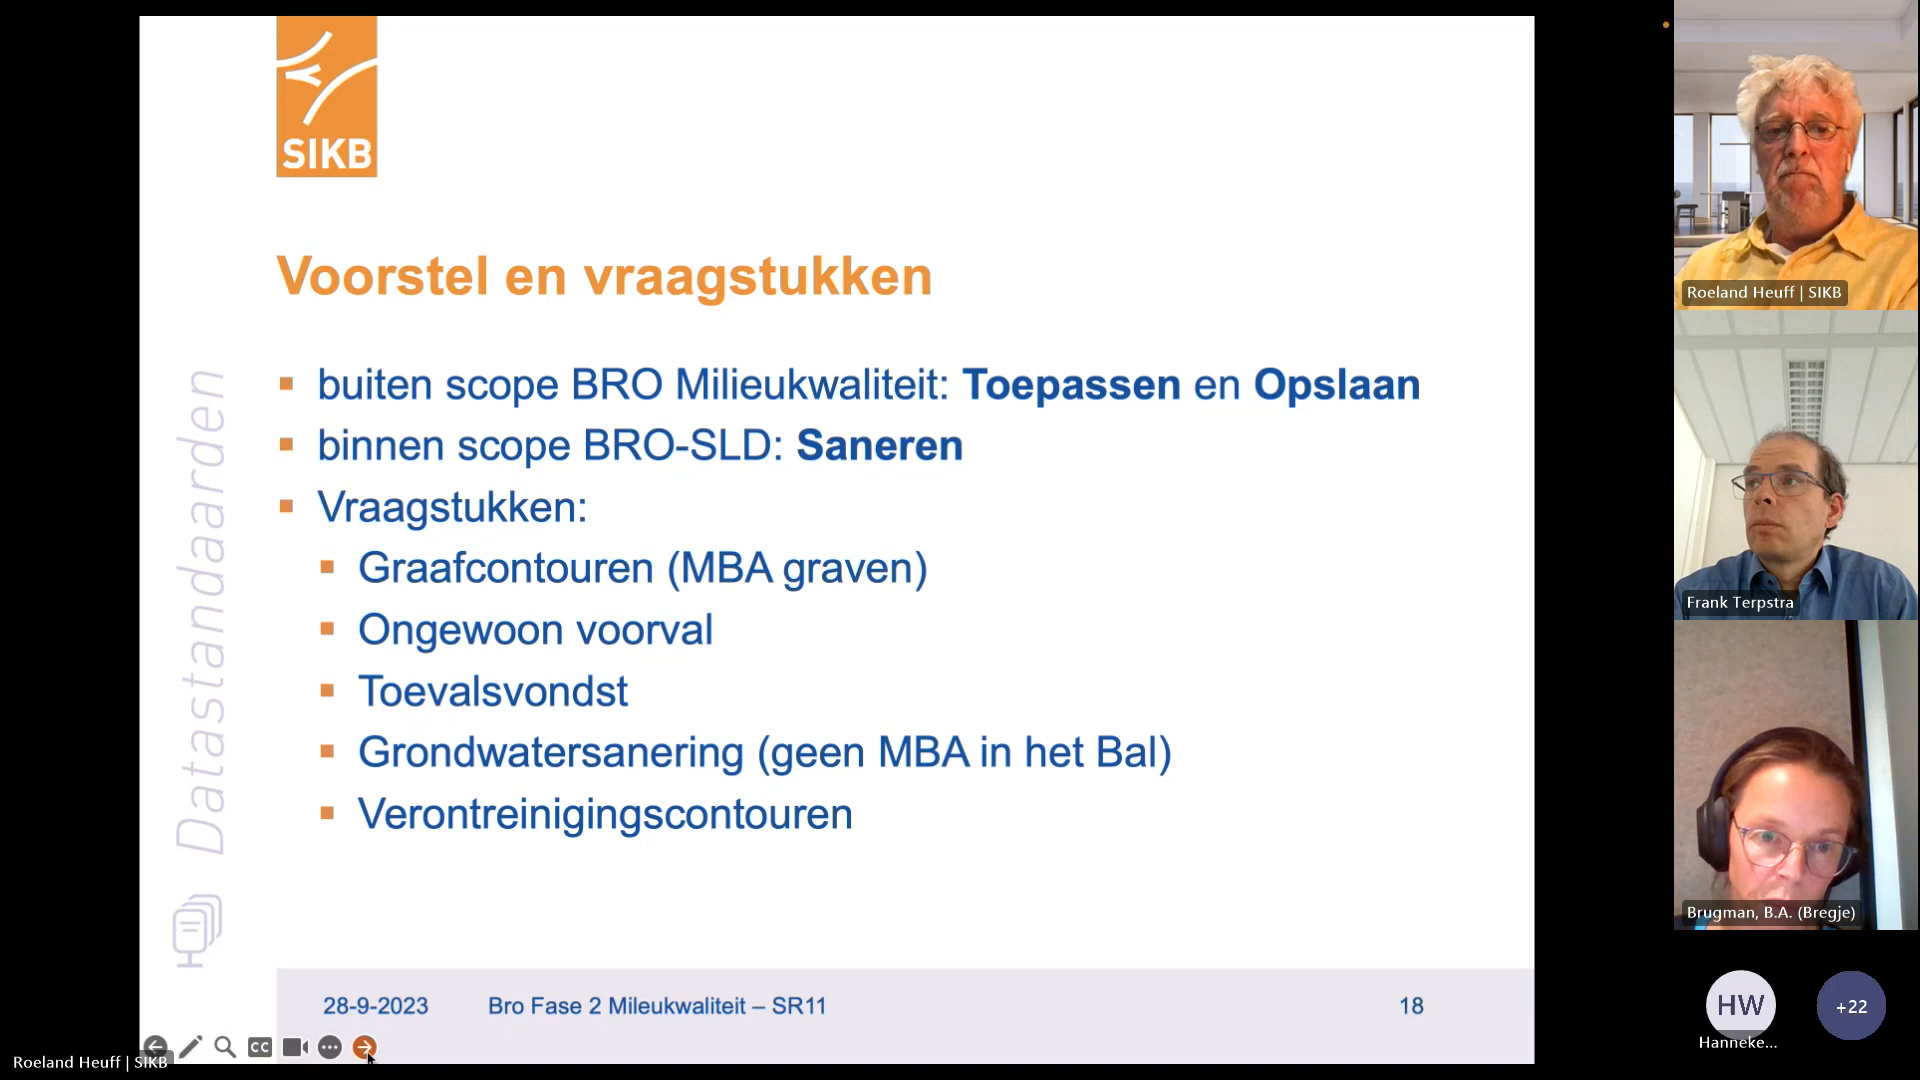 SIKB
Voorstel en vraagstukken
buiten scope BRO Milieukwaliteit: Toepassen en Opslaan
binnen scope BRO-SLD: Saneren
Vraagstukken:
Graafcontouren (MBA graven)
Ongewoon voorval
Toevalsvondst
Grondwatersanering (geen MBA in het Bal)
Verontreinigingscontouren
Datastandaarden
28-9-2023 Bro Fase 2 Mileukwaliteit – SR11 18
CC
Roeland Heuff | SIKB
Roeland Heuff | SIKB
Frank Terpstra
Brugman, B.A. (Bregje)
HW +22
Hanneke...